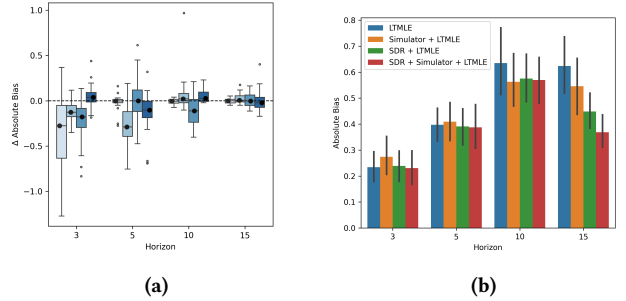 1.0
0.5
0.0
−0.5
−1.0
Δ Absolute Bias
3
5
10
15
Horizon
(a)
0.8
0.7
0.6
0.5
0.4
0.3
0.2
0.1
0.0
Absolute Bias
LTMLE
Simulator + LTMLE
SDR + LTMLE
SDR + Simulator + LTMLE
3
5
10
15
Horizon
(b)